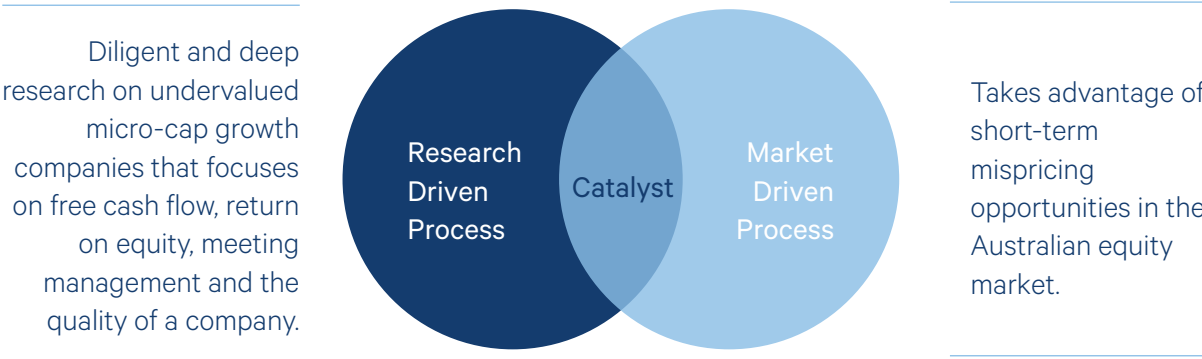 Diligent and deep
research on undervalued
micro-cap growth
companies that focuses
on free cash flow, return
on equity, meeting
management and the
quality of a company.
Research
Driven
Process
Catalyst
Market
Driven
Process
Takes advantage of
short-term
mispricing
opportunities in the
Australian equity
market.